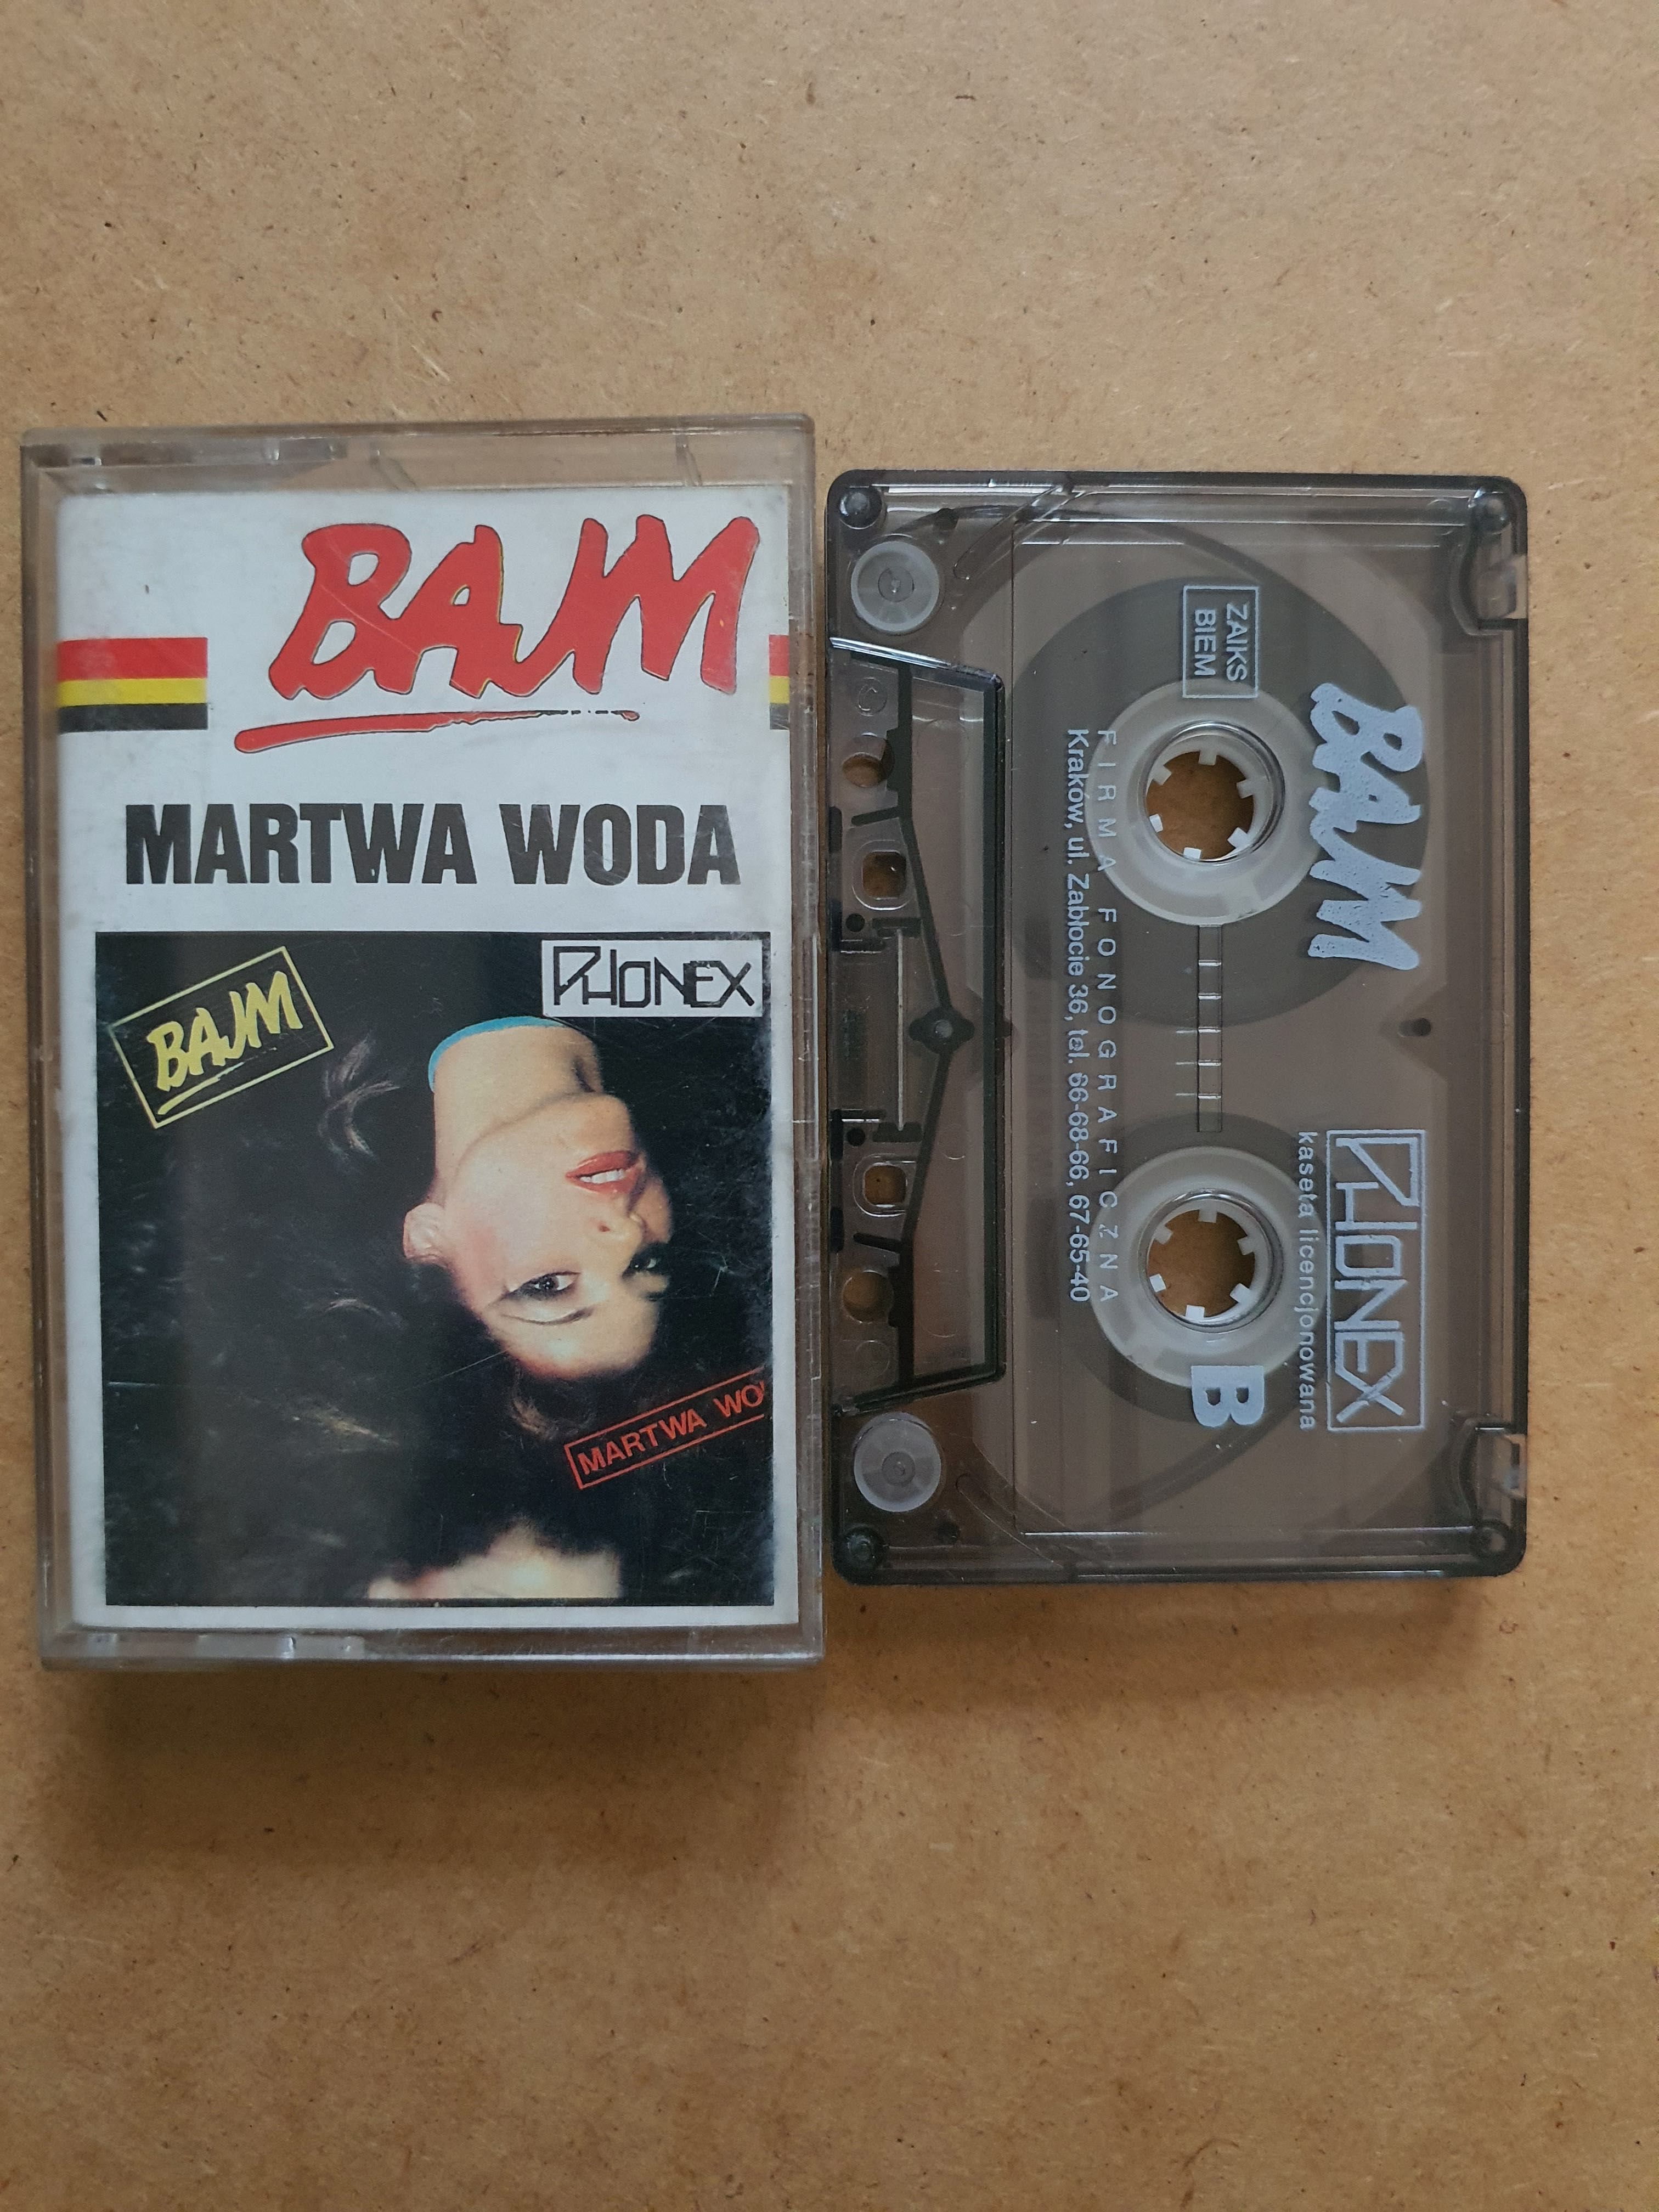 BAJM
MARTWA WODA
BAJM
PHONEX
MARTWA WO
BAJM
PHONEX
kaseta licencjonowana
ZAIKS
BIEM
B
FIRMA FONOGRAFICZNA
Kraków, ul. Zabłocie 36, tel. 66-68-66, 67-65-40